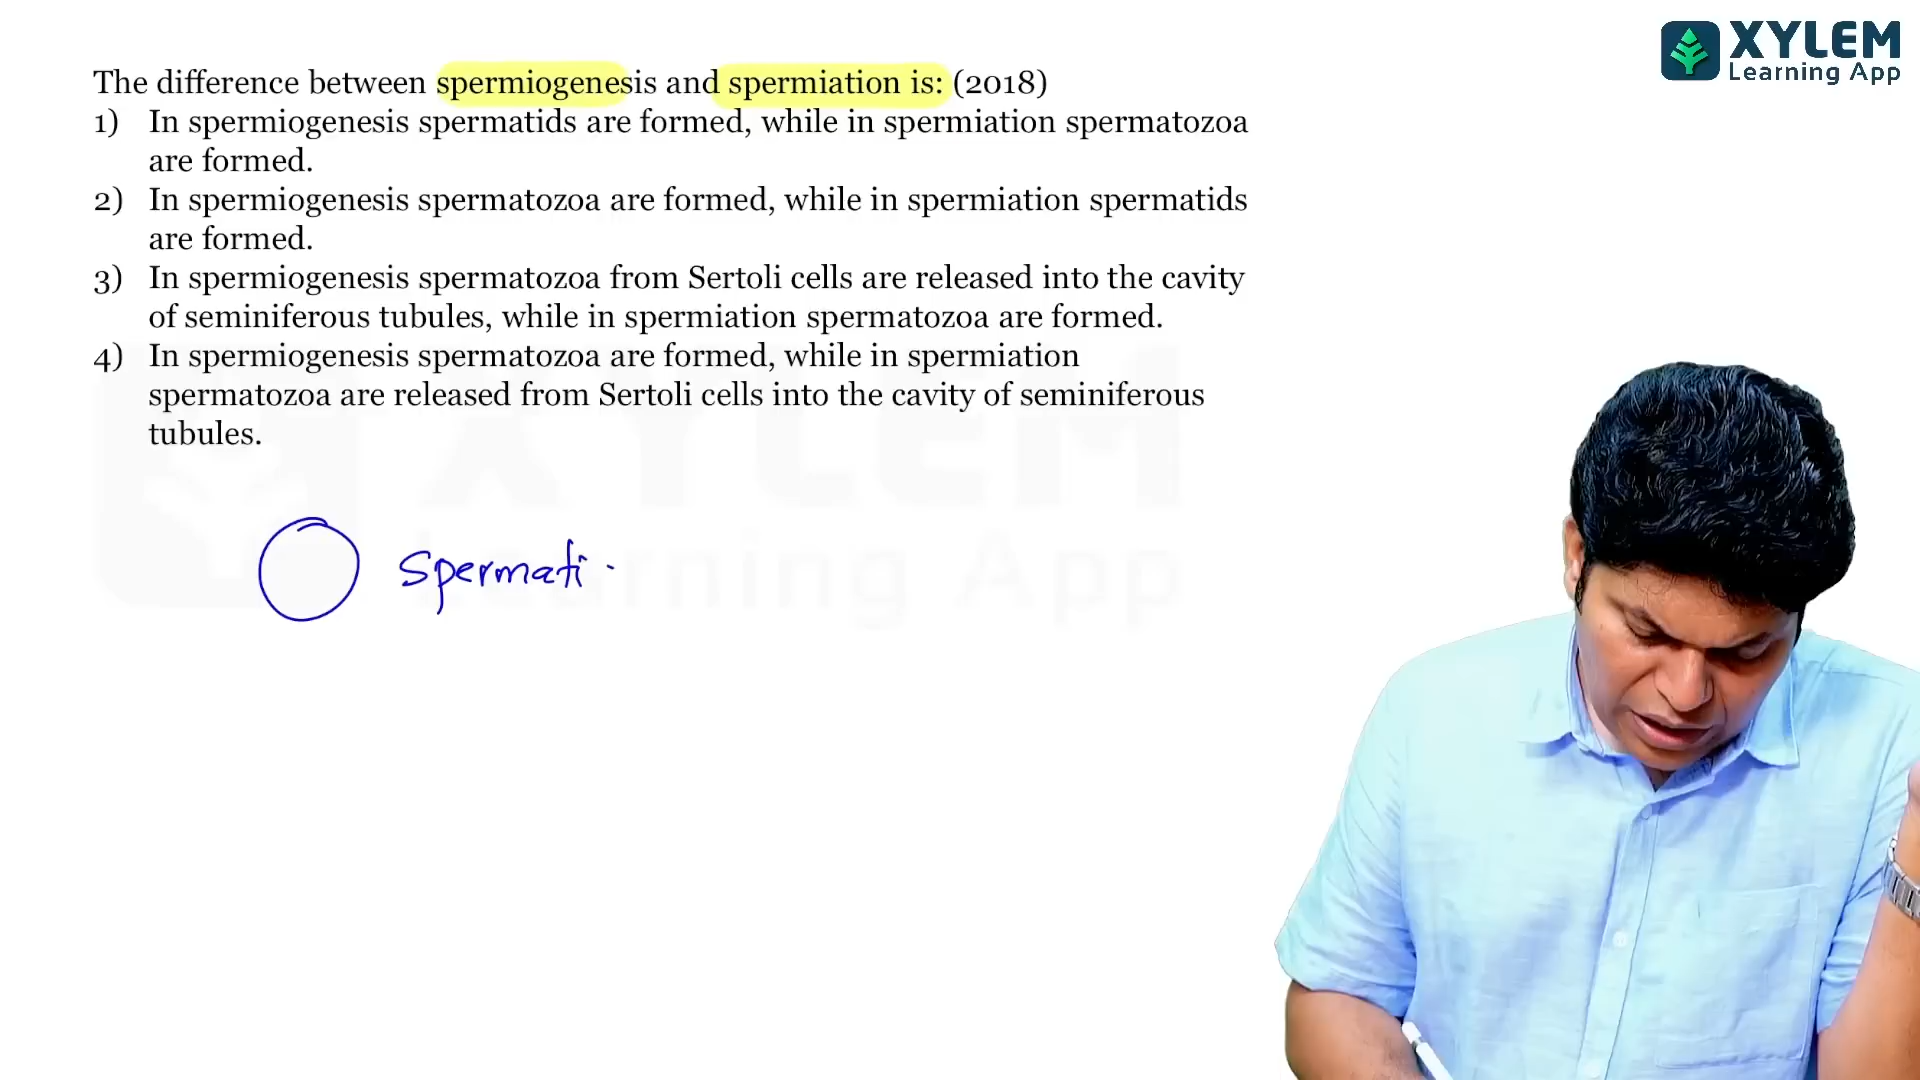 XYLEM
Learning App
The difference between spermiogenesis and spermiation is: (2018)
1) In spermiogenesis spermatids are formed, while in spermiation spermatozoa
are formed.
2) In spermiogenesis spermatozoa are formed, while in spermiation spermatids
are formed.
3) In spermiogenesis spermatozoa from Sertoli cells are released into the cavity
of seminiferous tubules, while in spermiation spermatozoa are formed.
4) In spermiogenesis spermatozoa are formed, while in spermiation
spermatozoa are released from Sertoli cells into the cavity of seminiferous
tubules.
XYLEM
Learning App
Spermati